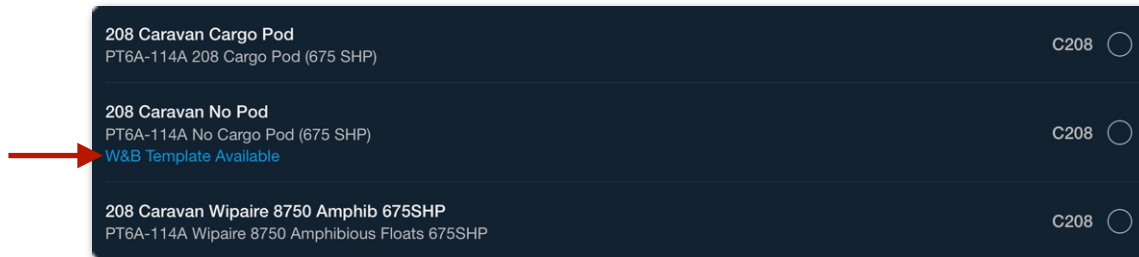 208 Caravan Cargo Pod
PT6A-114A 208 Cargo Pod (675 SHP)
C208
208 Caravan No Pod
PT6A-114A No Cargo Pod (675 SHP)
W&B Template Available
C208
208 Caravan Wipaire 8750 Amphib 675SHP
PT6A-114A Wipaire 8750 Amphibious Floats 675SHP
C208